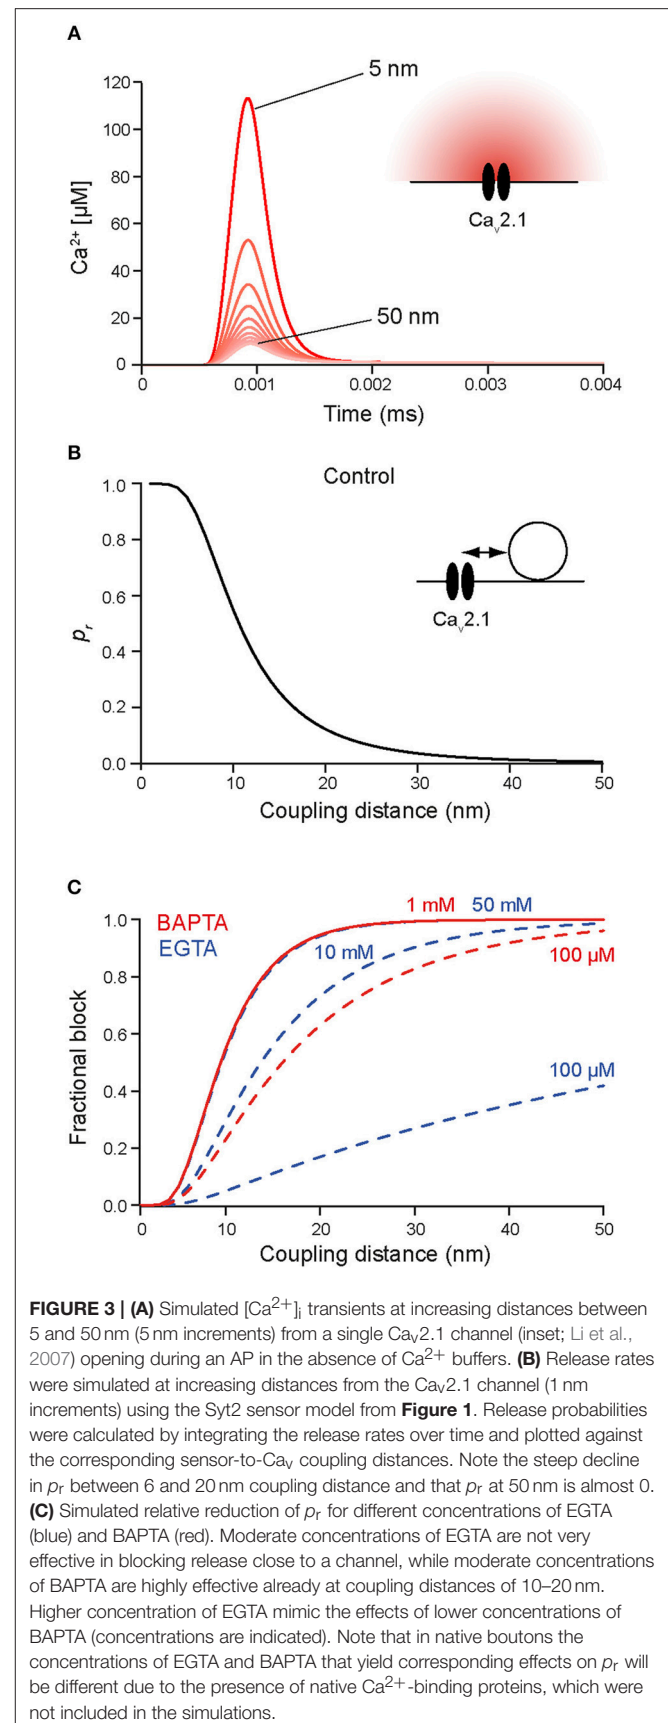 A
120
100
80
60
40
20
0
Ca²⁺ [µM]
5 nm
50 nm
Caᵥ2.1
0 0.001 0.002 0.003 0.004
Time (ms)
B
Control
1.0
0.8
0.6
0.4
0.2
0.0
pᵣ
Caᵥ2.1
0 10 20 30 40 50
Coupling distance (nm)
C
BAPTA
EGTA
1 mM 50 mM
10 mM
100 µM
100 µM
1.0
0.8
0.6
0.4
0.2
0.0
Fractional block
0 10 20 30 40 50
Coupling distance (nm)
FIGURE 3 | (A) Simulated [Ca²⁺]ᵢ transients at increasing distances between
5 and 50 nm (5 nm increments) from a single Caᵥ2.1 channel (inset; Li et al.,
2007) opening during an AP in the absence of Ca²⁺ buffers. (B) Release rates
were simulated at increasing distances from the Caᵥ2.1 channel (1 nm
increments) using the Syt2 sensor model from Figure 1. Release probabilities
were calculated by integrating the release rates over time and plotted against
the corresponding sensor-to-Caᵥ coupling distances. Note the steep decline
in pᵣ between 6 and 20 nm coupling distance and that pᵣ at 50 nm is almost 0.
(C) Simulated relative reduction of pᵣ for different concentrations of EGTA
(blue) and BAPTA (red). Moderate concentrations of EGTA are not very
effective in blocking release close to a channel, while moderate concentrations
of BAPTA are highly effective already at coupling distances of 10–20 nm.
Higher concentration of EGTA mimic the effects of lower concentrations of
BAPTA (concentrations are indicated). Note that in native boutons the
concentrations of EGTA and BAPTA that yield corresponding effects on pᵣ will
be different due to the presence of native Ca²⁺-binding proteins, which were
not included in the simulations.